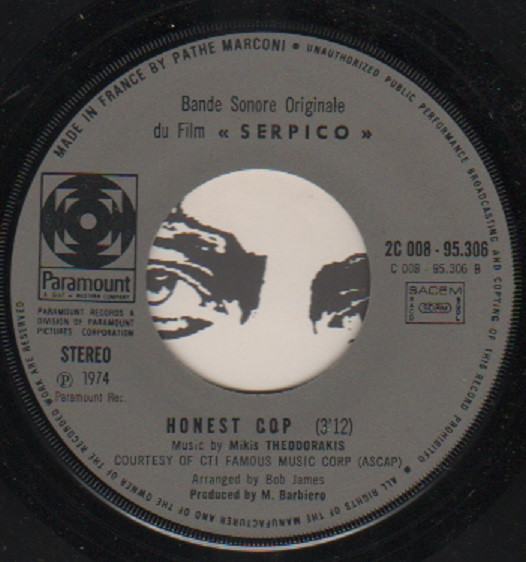 MADE IN FRANCE BY PATHE MARCONI • UNAUTHORIZED PUBLIC PERFORMANCE BROADCASTING AND COPYING OF THIS RECORD PROHIBITED • ALL RIGHTS OF THE MANUFACTURER AND OF THE OWNER OF THE RECORDED WORK ARE RESERVED
Bande Sonore Originale
du Film « SERPICO »
Paramount
A GULF + WESTERN COMPANY
PARAMOUNT RECORDS A
DIVISION OF PARAMOUNT
PICTURES CORPORATION
STEREO
Ⓟ 1974
Paramount Rec.
2C 008 - 95.306
C 008 - 95.306 B
SACEM
HONEST COP (3'12)
Music by Mikis THEODORAKIS
COURTESY OF CTI FAMOUS MUSIC CORP (ASCAP)
Arranged by Bob James
Produced by M. Barbiero